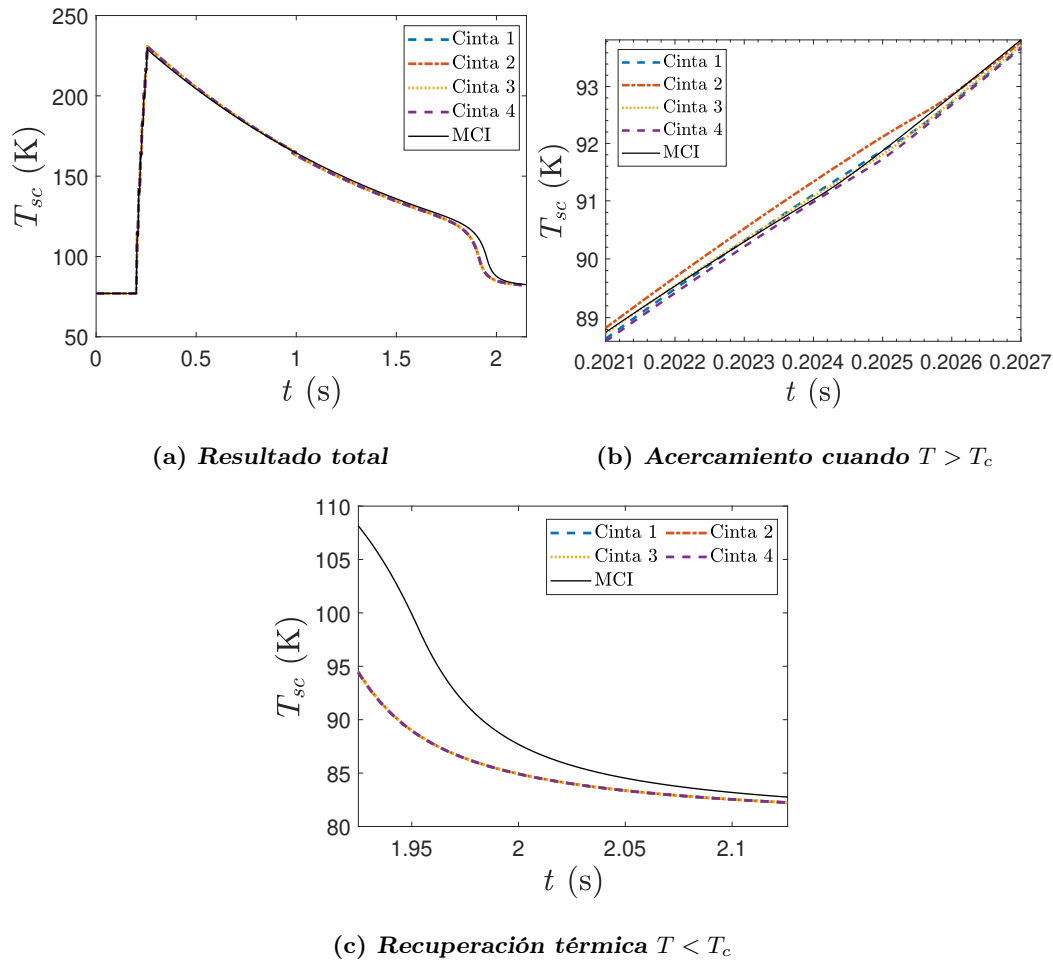 250
200
150
100
50
T_sc (K)
0 0.5 1 1.5 2
t (s)
Cinta 1
Cinta 2
Cinta 3
Cinta 4
MCI
(a) Resultado total
93
92
91
90
89
T_sc (K)
0.2021 0.2022 0.2023 0.2024 0.2025 0.2026 0.2027
t (s)
Cinta 1
Cinta 2
Cinta 3
Cinta 4
MCI
(b) Acercamiento cuando T > T_c
110
105
100
95
90
85
80
T_sc (K)
1.95 2 2.05 2.1
t (s)
Cinta 1 Cinta 2
Cinta 3 Cinta 4
MCI
(c) Recuperación térmica T < T_c